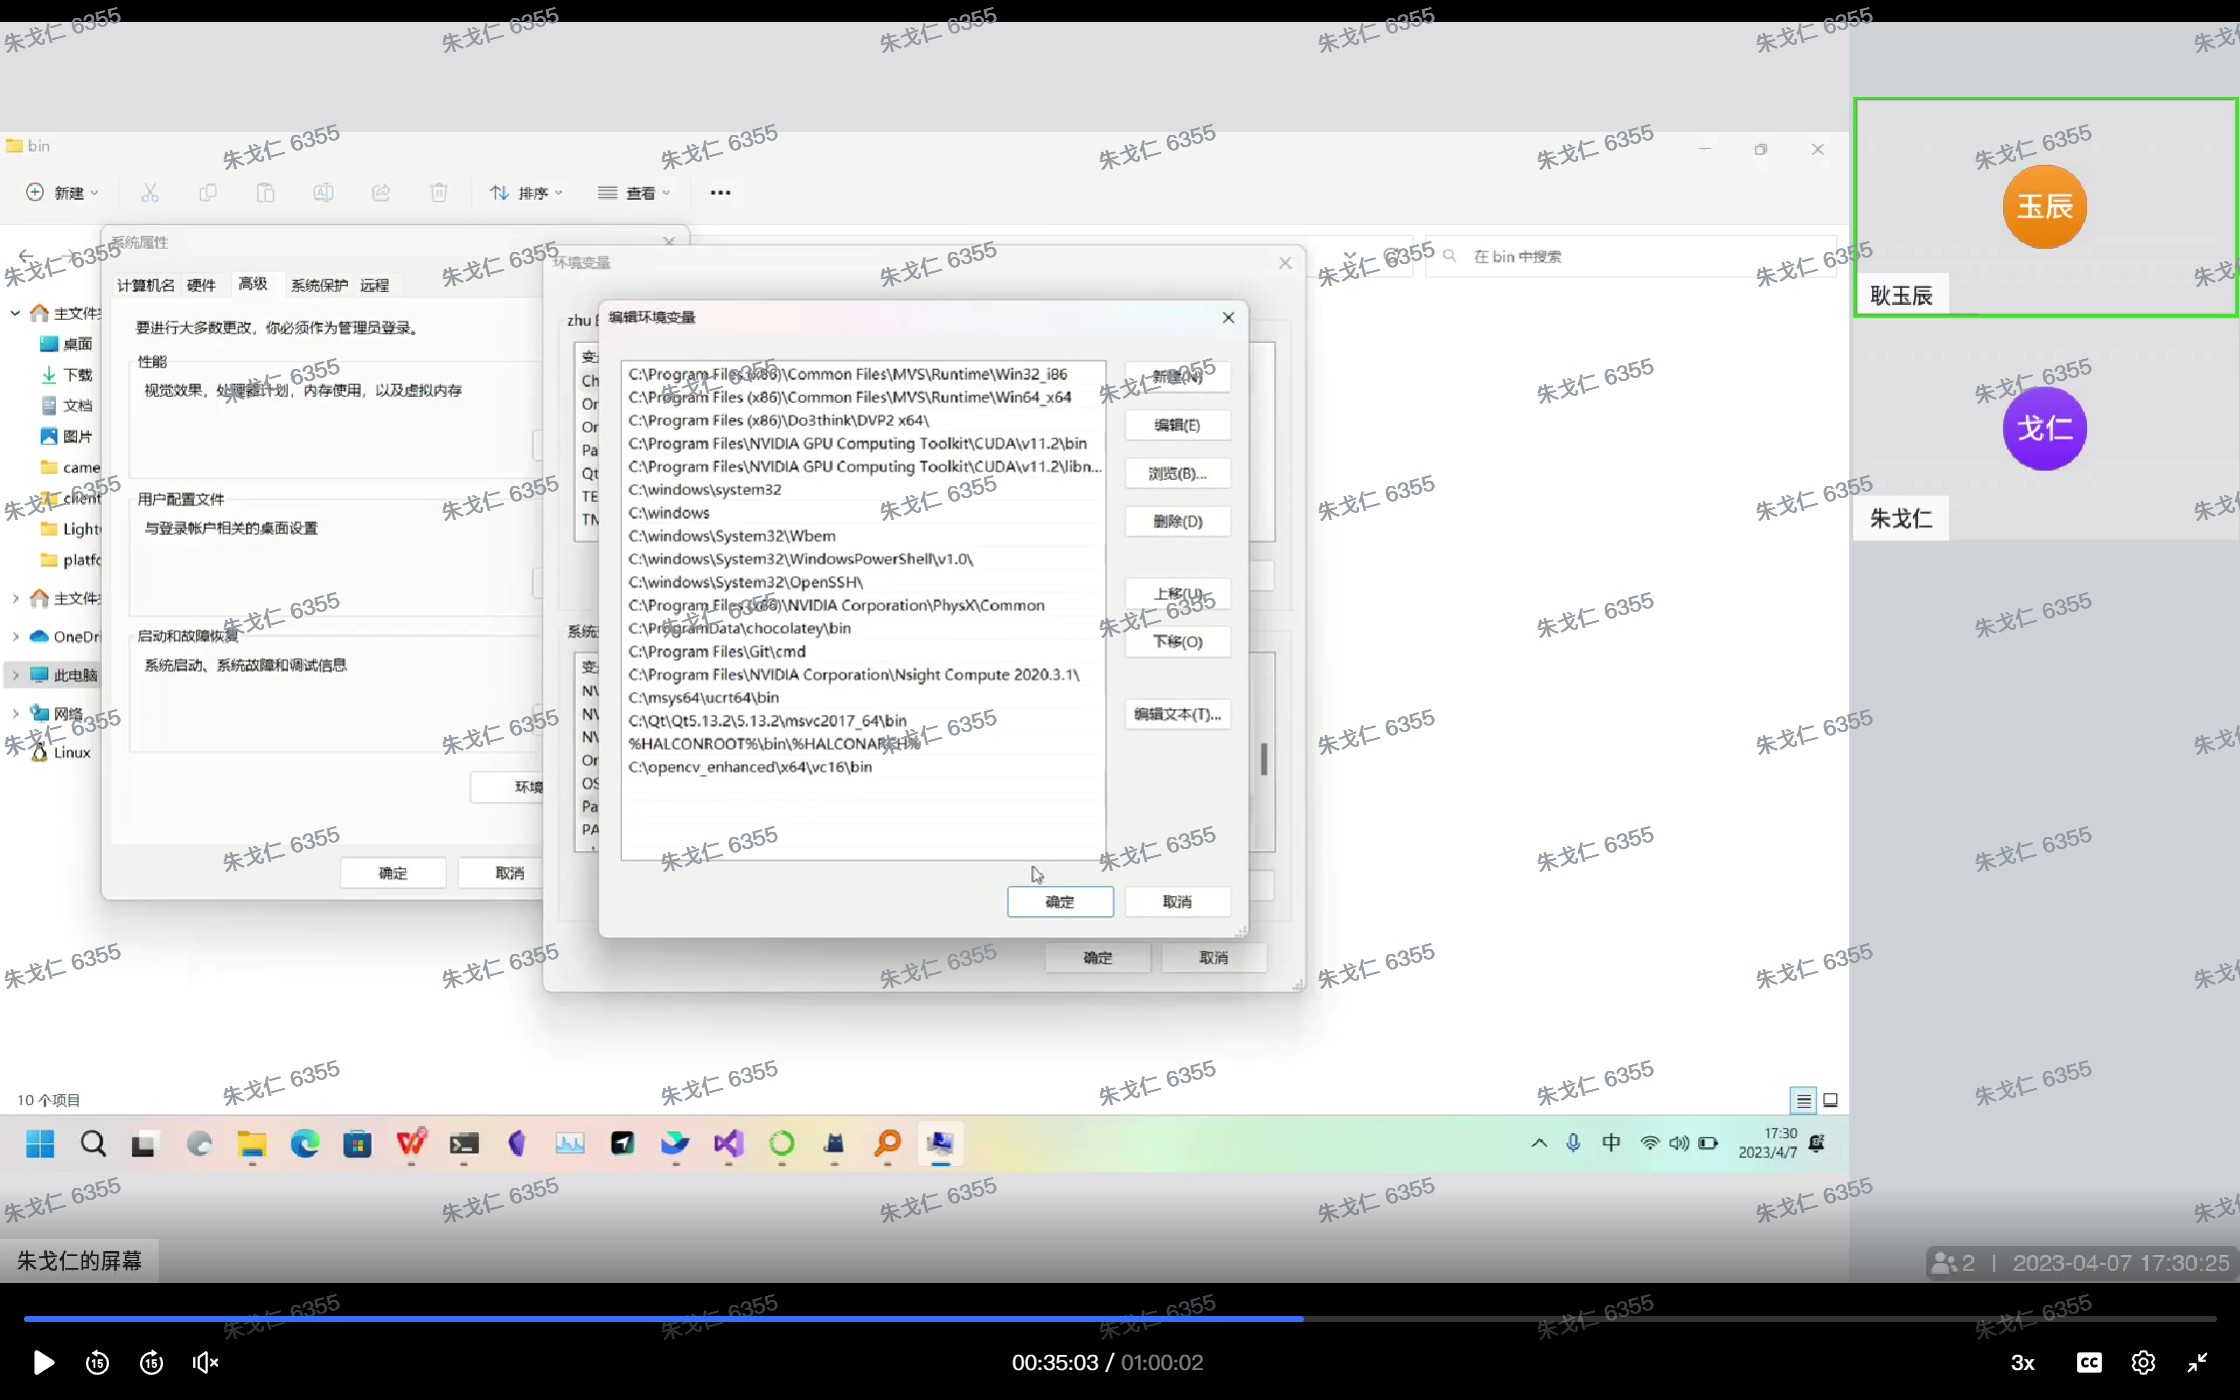 bin
新建
排序
查看
在 bin 中搜索
系统属性
计算机名
硬件
高级
系统保护
远程
要进行大多数更改，你必须作为管理员登录。
性能
视觉效果，处理器计划，内存使用，以及虚拟内存
用户配置文件
与登录帐户相关的桌面设置
启动和故障恢复
系统启动、系统故障和调试信息
环境
确定
取消
主文件
桌面
下载
文档
图片
came
client
Light
platfo
主文件
OneDri
此电脑
网络
Linux
10 个项目
环境变量
zhu
变
Ch
Or
On
Pa
Qt
TE
TM
系统变
变
NV
NV
NV
Or
OS
Pa
PA
确定
取消
编辑环境变量
C:\Program Files (x86)\Common Files\MVS\Runtime\Win32_i86
C:\Program Files (x86)\Common Files\MVS\Runtime\Win64_x64
C:\Program Files (x86)\Do3think\DVP2 x64\
C:\Program Files\NVIDIA GPU Computing Toolkit\CUDA\v11.2\bin
C:\Program Files\NVIDIA GPU Computing Toolkit\CUDA\v11.2\libn...
C:\windows\system32
C:\windows
C:\windows\System32\Wbem
C:\windows\System32\WindowsPowerShell\v1.0\
C:\windows\System32\OpenSSH\
C:\Program Files (x86)\NVIDIA Corporation\PhysX\Common
C:\ProgramData\chocolatey\bin
C:\Program Files\Git\cmd
C:\Program Files\NVIDIA Corporation\Nsight Compute 2020.3.1\
C:\msys64\ucrt64\bin
C:\Qt\Qt5.13.2\5.13.2\msvc2017_64\bin
%HALCONROOT%\bin\%HALCONARCH%
C:\opencv_enhanced\x64\vc16\bin
新建(N)
编辑(E)
浏览(B)...
删除(D)
上移(U)
下移(O)
编辑文本(T)...
确定
取消
中
17:30
2023/4/7
玉辰
耿玉辰
戈仁
朱戈仁
朱戈仁 6355
朱戈仁的屏幕
2 | 2023-04-07 17:30:25
15
15
00:35:03 / 01:00:02
3x
CC